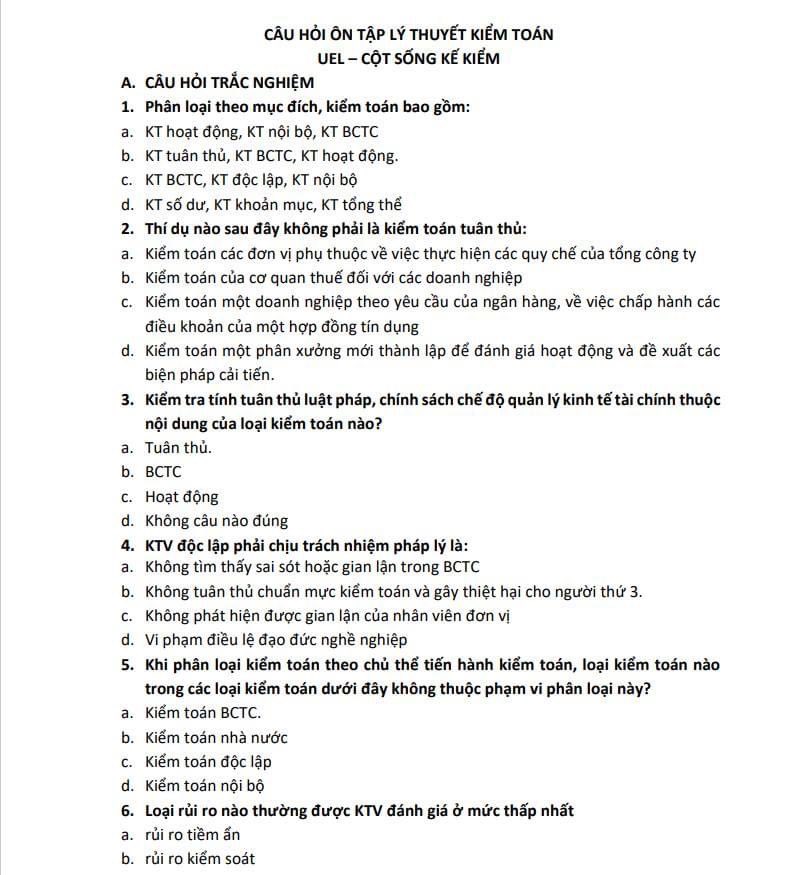 CÂU HỎI ÔN TẬP LÝ THUYẾT KIỂM TOÁN
UEL – CỘT SỐNG KẾ KIỂM
A. CÂU HỎI TRẮC NGHIỆM
1. Phân loại theo mục đích, kiểm toán bao gồm:
a. KT hoạt động, KT nội bộ, KT BCTC
b. KT tuân thủ, KT BCTC, KT hoạt động.
c. KT BCTC, KT độc lập, KT nội bộ
d. KT số dư, KT khoản mục, KT tổng thể
2. Thí dụ nào sau đây không phải là kiểm toán tuân thủ:
a. Kiểm toán các đơn vị phụ thuộc về việc thực hiện các quy chế của tổng công ty
b. Kiểm toán của cơ quan thuế đối với các doanh nghiệp
c. Kiểm toán một doanh nghiệp theo yêu cầu của ngân hàng, về việc chấp hành các
điều khoản của một hợp đồng tín dụng
d. Kiểm toán một phân xưởng mới thành lập để đánh giá hoạt động và đề xuất các
biện pháp cải tiến.
3. Kiểm tra tính tuân thủ luật pháp, chính sách chế độ quản lý kinh tế tài chính thuộc
nội dung của loại kiểm toán nào?
a. Tuân thủ.
b. BCTC
c. Hoạt động
d. Không câu nào đúng
4. KTV độc lập phải chịu trách nhiệm pháp lý là:
a. Không tìm thấy sai sót hoặc gian lận trong BCTC
b. Không tuân thủ chuẩn mực kiểm toán và gây thiệt hại cho người thứ 3.
c. Không phát hiện được gian lận của nhân viên đơn vị
d. Vi phạm điều lệ đạo đức nghề nghiệp
5. Khi phân loại kiểm toán theo chủ thể tiến hành kiểm toán, loại kiểm toán nào
trong các loại kiểm toán dưới đây không thuộc phạm vi phân loại này?
a. Kiểm toán BCTC.
b. Kiểm toán nhà nước
c. Kiểm toán độc lập
d. Kiểm toán nội bộ
6. Loại rủi ro nào thường được KTV đánh giá ở mức thấp nhất
a. rủi ro tiềm ẩn
b. rủi ro kiểm soát